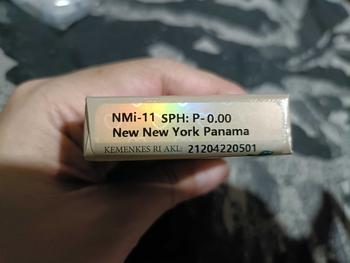 NMi-11 SPH: P-0.00
New New York Panama
KEMENKES RI AKL: 21204220501